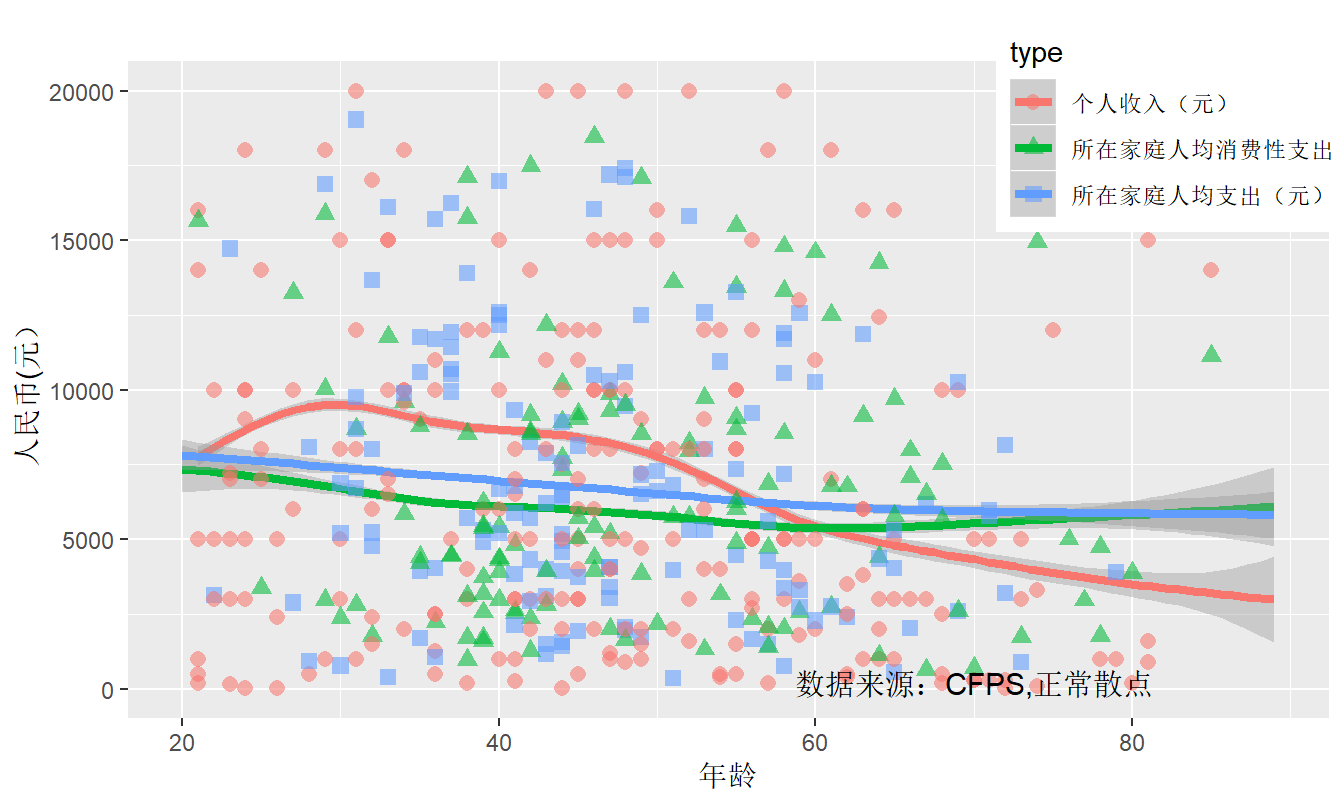 type
个人收入（元）
所在家庭人均消费性支出
所在家庭人均支出（元）
人民币(元)
20000
15000
10000
5000
0
数据来源：CFPS,正常散点
20
40
60
80
年龄